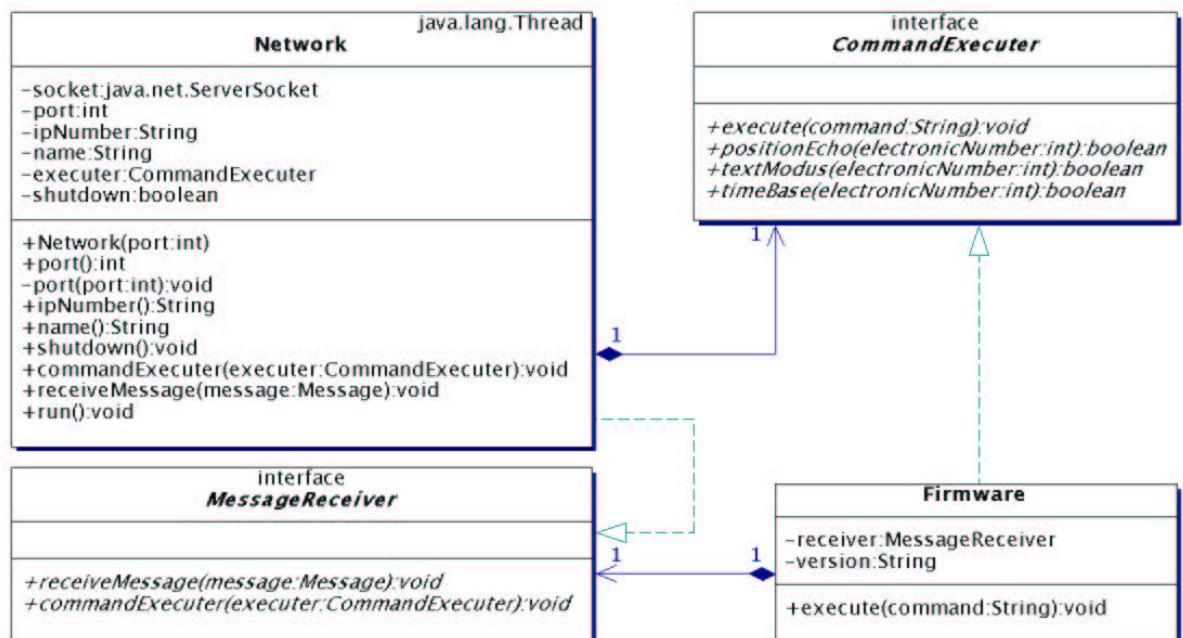 java.lang.Thread
Network
-socket:java.net.ServerSocket
-port:int
-ipNumber:String
-name:String
-executer:CommandExecuter
-shutdown:boolean
+Network(port:int)
+port():int
-port(port:int):void
+ipNumber():String
+name():String
+shutdown():void
+commandExecuter(executer:CommandExecuter):void
+receiveMessage(message:Message):void
+run():void
interface
CommandExecuter
+execute(command:String):void
+positionEcho(electronicNumber:int):boolean
+textModus(electronicNumber:int):boolean
+timeBase(electronicNumber:int):boolean
1
1
interface
MessageReceiver
+receiveMessage(message:Message):void
+commandExecuter(executer:CommandExecuter):void
1
1
Firmware
-receiver:MessageReceiver
-version:String
+execute(command:String):void